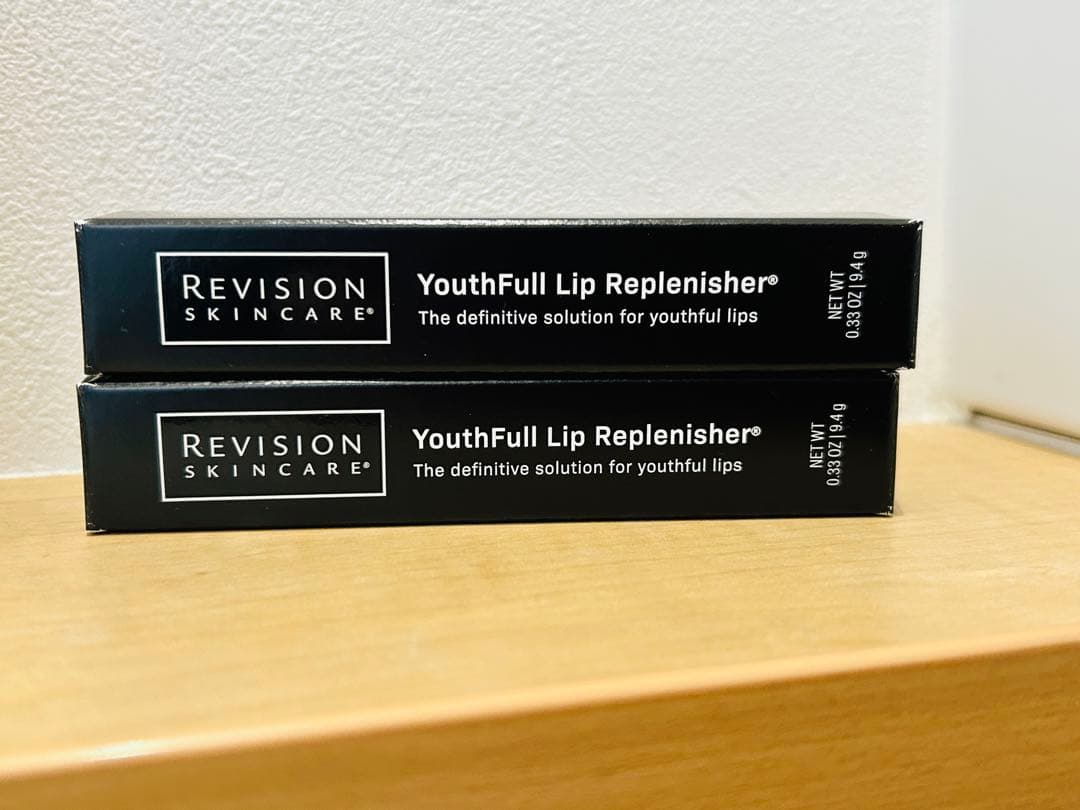 REVISION
SKINCARE®
YouthFull Lip Replenisher®
The definitive solution for youthful lips
NET WT
0.33 OZ | 9.4 g
REVISION
SKINCARE®
YouthFull Lip Replenisher®
The definitive solution for youthful lips
NET WT
0.33 OZ | 9.4 g